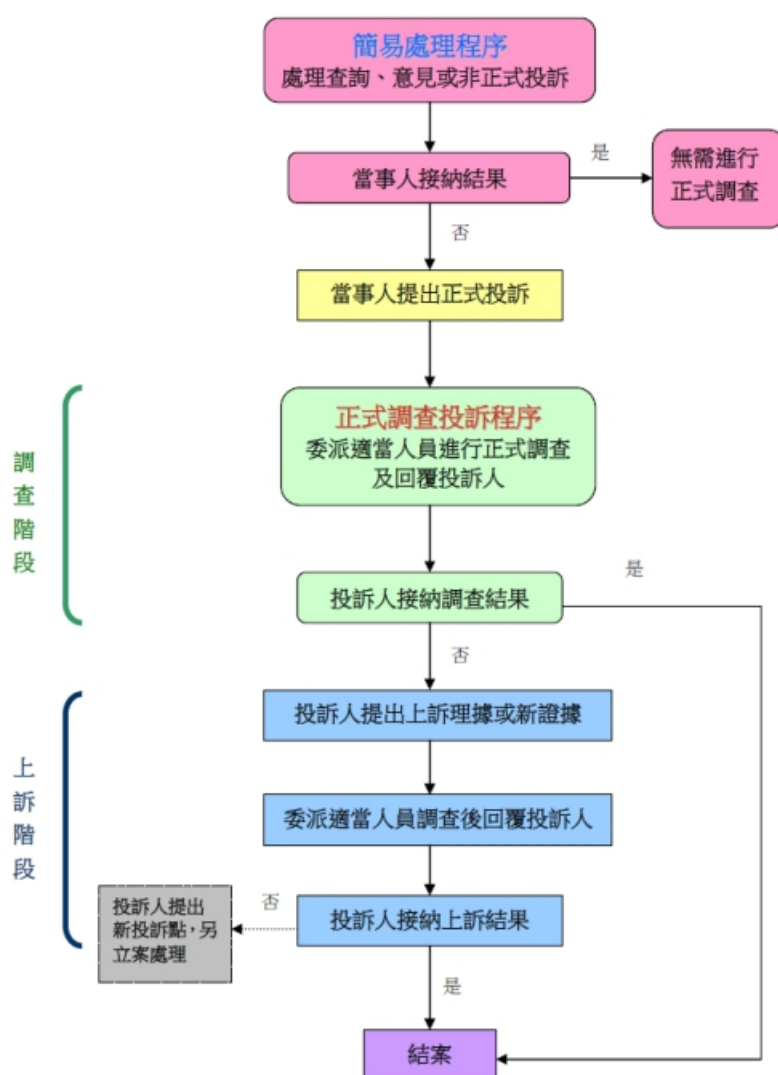 簡易處理程序
處理查詢、意見或非正式投訴
當事人接納結果
是
無需進行
正式調查
否
當事人提出正式投訴
調查階段
正式調查投訴程序
委派適當人員進行正式調查
及回覆投訴人
投訴人接納調查結果
是
否
上訴階段
投訴人提出上訴理據或新證據
委派適當人員調查後回覆投訴人
投訴人接納上訴結果
否
投訴人提出
新投訴點，另
立案處理
是
結案